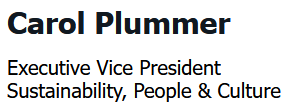 Carol Plummer
Executive Vice President
Sustainability, People & Culture